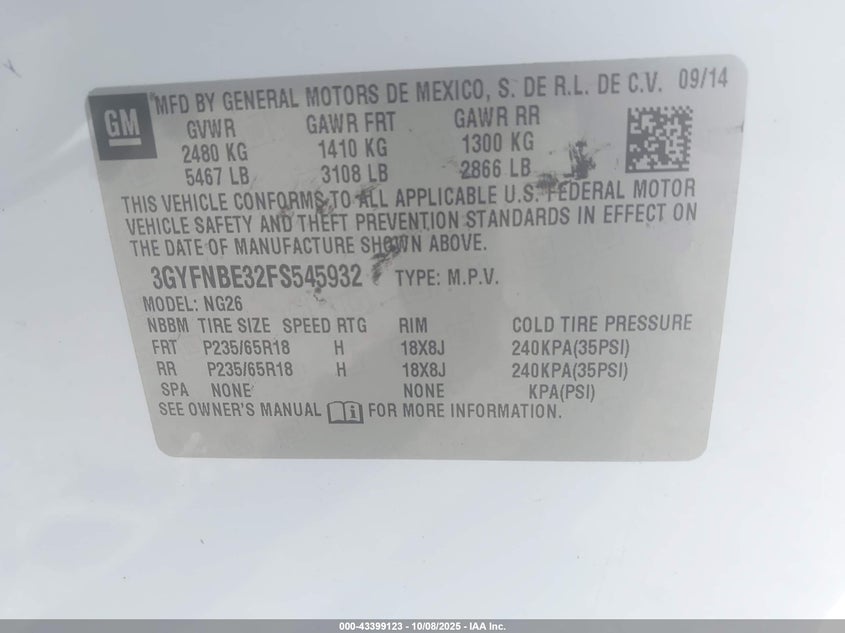 GM
®MFD BY GENERAL MOTORS DE MEXICO, S. DE R.L. DE C.V. 09/14
GVWR GAWR FRT GAWR RR
2480 KG 1410 KG 1300 KG
5467 LB 3108 LB 2866 LB
THIS VEHICLE CONFORMS TO ALL APPLICABLE U.S. FEDERAL MOTOR
VEHICLE SAFETY AND THEFT PREVENTION STANDARDS IN EFFECT ON
THE DATE OF MANUFACTURE SHOWN ABOVE.
3GYFNBE32FS545932 TYPE: M.P.V.
MODEL: NG26
NBBM TIRE SIZE SPEED RTG RIM COLD TIRE PRESSURE
FRT P235/65R18 H 18X8J 240KPA(35PSI)
RR P235/65R18 H 18X8J 240KPA(35PSI)
SPA NONE NONE KPA(PSI)
SEE OWNER'S MANUAL FOR MORE INFORMATION.
000-43399123 - 10/08/2025 - IAA Inc.